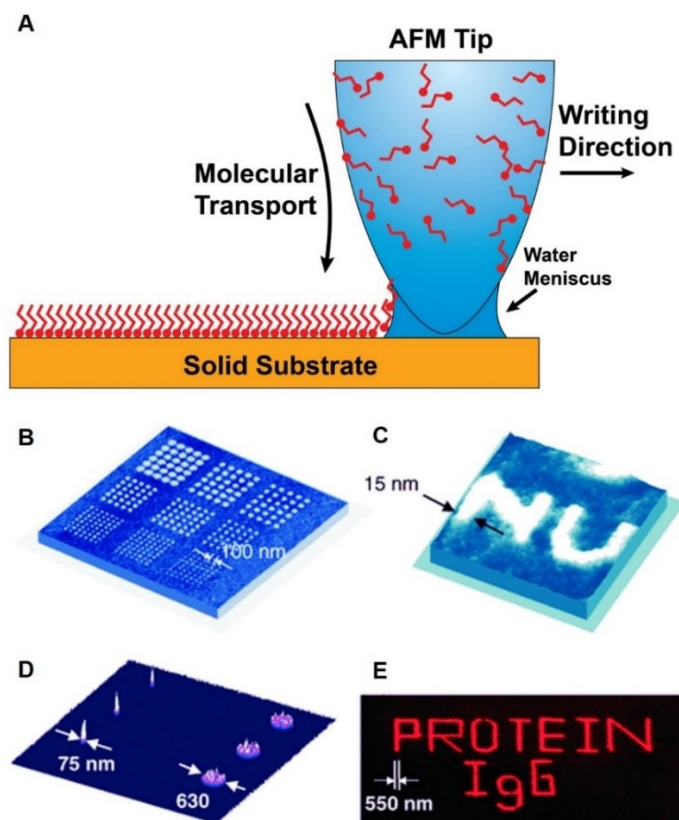 A
AFM Tip
Writing
Direction
Molecular
Transport
Water
Meniscus
Solid Substrate
B
100 nm
C
15 nm
NU
D
75 nm
630
E
PROTEIN
IgG
550 nm